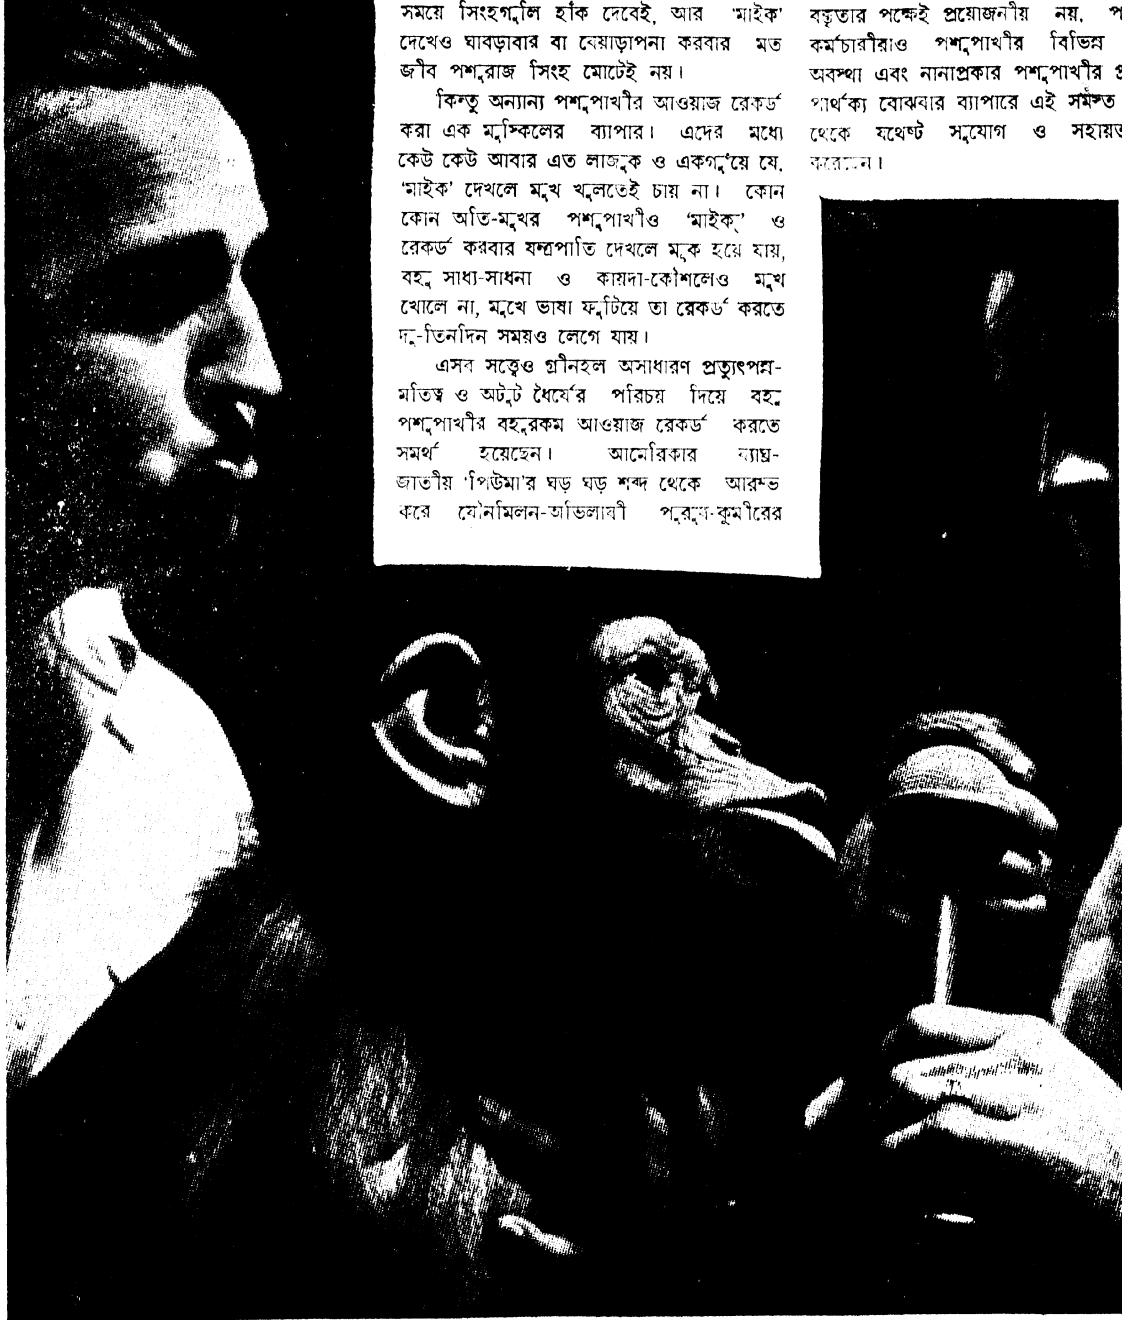 সময়ে সিংহগুলি হাঁক দেবেই, আর ‘মাইক’
দেখেও ঘাবড়াবার বা বেয়াড়াপনা করবার মত
জীব পশুরাজ সিংহ মোটেই নয়।
কিন্তু অন্যান্য পশুপাখীর আওয়াজ রেকর্ড
করা এক মুস্কিলের ব্যাপার। এদের মধ্যে
কেউ কেউ আবার এত লাজুক ও একগুঁয়ে যে,
‘মাইক’ দেখলে মুখ খুলতেই চায় না। কোন
কোন অতি-মুখর পশুপাখীও ‘মাইক্’ ও
রেকর্ড করবার যন্ত্রপাতি দেখলে মূক হয়ে যায়,
বহু সাধ্য-সাধনা ও কায়দা-কৌশলেও মুখ
খোলে না, মুখে ভাষা ফুটিয়ে তা রেকর্ড করতে
দু-তিনদিন সময়ও লেগে যায়।
এসব সত্ত্বেও গ্রীনহল অসাধারণ প্রত্যুৎপন্ন-
মতিত্ব ও অটুট ধৈর্যের পরিচয় দিয়ে বহু
পশুপাখীর বহুরকম আওয়াজ রেকর্ড করতে
সমর্থ হয়েছেন। আমেরিকার ব্যাঘ্র-
জাতীয় ‘পিউমা’র ঘড় ঘড় শব্দ থেকে আরম্ভ
করে যৌনমিলন-অভিলাষী পুরুষ-কুমীরের
বক্তৃতার পক্ষেই প্রয়োজনীয় নয়,
কর্মচারীরাও পশুপাখীর বিভিন্ন
অবস্থা এবং নানাপ্রকার পশুপাখীর
পার্থক্য বোঝবার ব্যাপারে এই সমস্ত
থেকে যথেষ্ট সুযোগ ও
করেছেন।